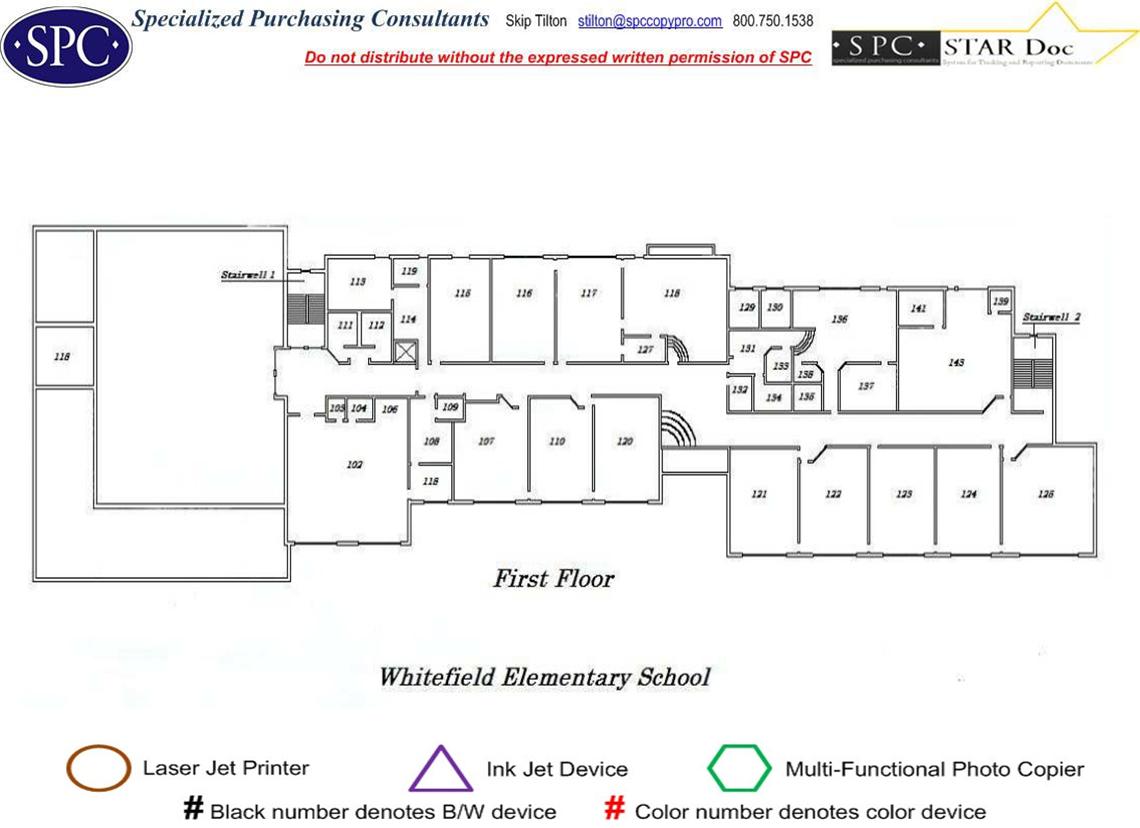 SPC
Specialized Purchasing Consultants Skip Tilton stilton@spccopypro.com 800.750.1538
Do not distribute without the expressed written permission of SPC
· S P C · STAR Doc
specialized purchasing consultants System for Tracking and Reporting Documents
Stairwell 1
113
119
115
116
117
118
129
130
136
141
139
Stairwell 2
111
112
114
127
131
133
138
137
143
118
132
134
135
103
104
106
109
102
108
107
110
120
118
121
122
123
124
125
First Floor
Whitefield Elementary School
Laser Jet Printer
Ink Jet Device
Multi-Functional Photo Copier
# Black number denotes B/W device
# Color number denotes color device